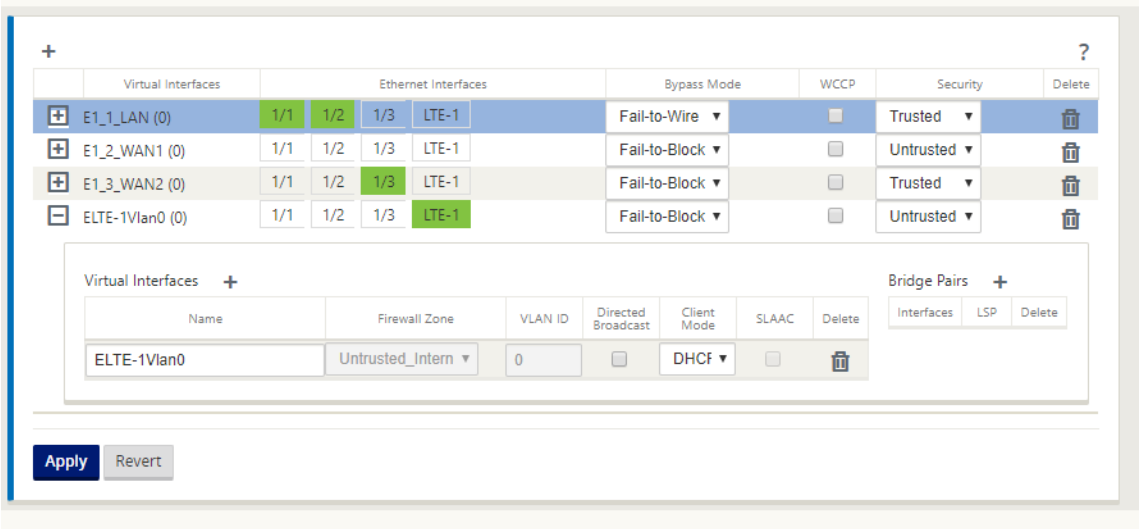 + ?
Virtual Interfaces Ethernet Interfaces Bypass Mode WCCP Security Delete
E1_1_LAN (0) 1/1 1/2 1/3 LTE-1 Fail-to-Wire Trusted
E1_2_WAN1 (0) 1/1 1/2 1/3 LTE-1 Fail-to-Block Untrusted
E1_3_WAN2 (0) 1/1 1/2 1/3 LTE-1 Fail-to-Block Trusted
ELTE-1Vlan0 (0) 1/1 1/2 1/3 LTE-1 Fail-to-Block Untrusted
Virtual Interfaces + Bridge Pairs +
Name Firewall Zone VLAN ID Directed Broadcast Client Mode SLAAC Delete Interfaces LSP Delete
ELTE-1Vlan0 Untrusted_Intern 0 DHCF
Apply Revert